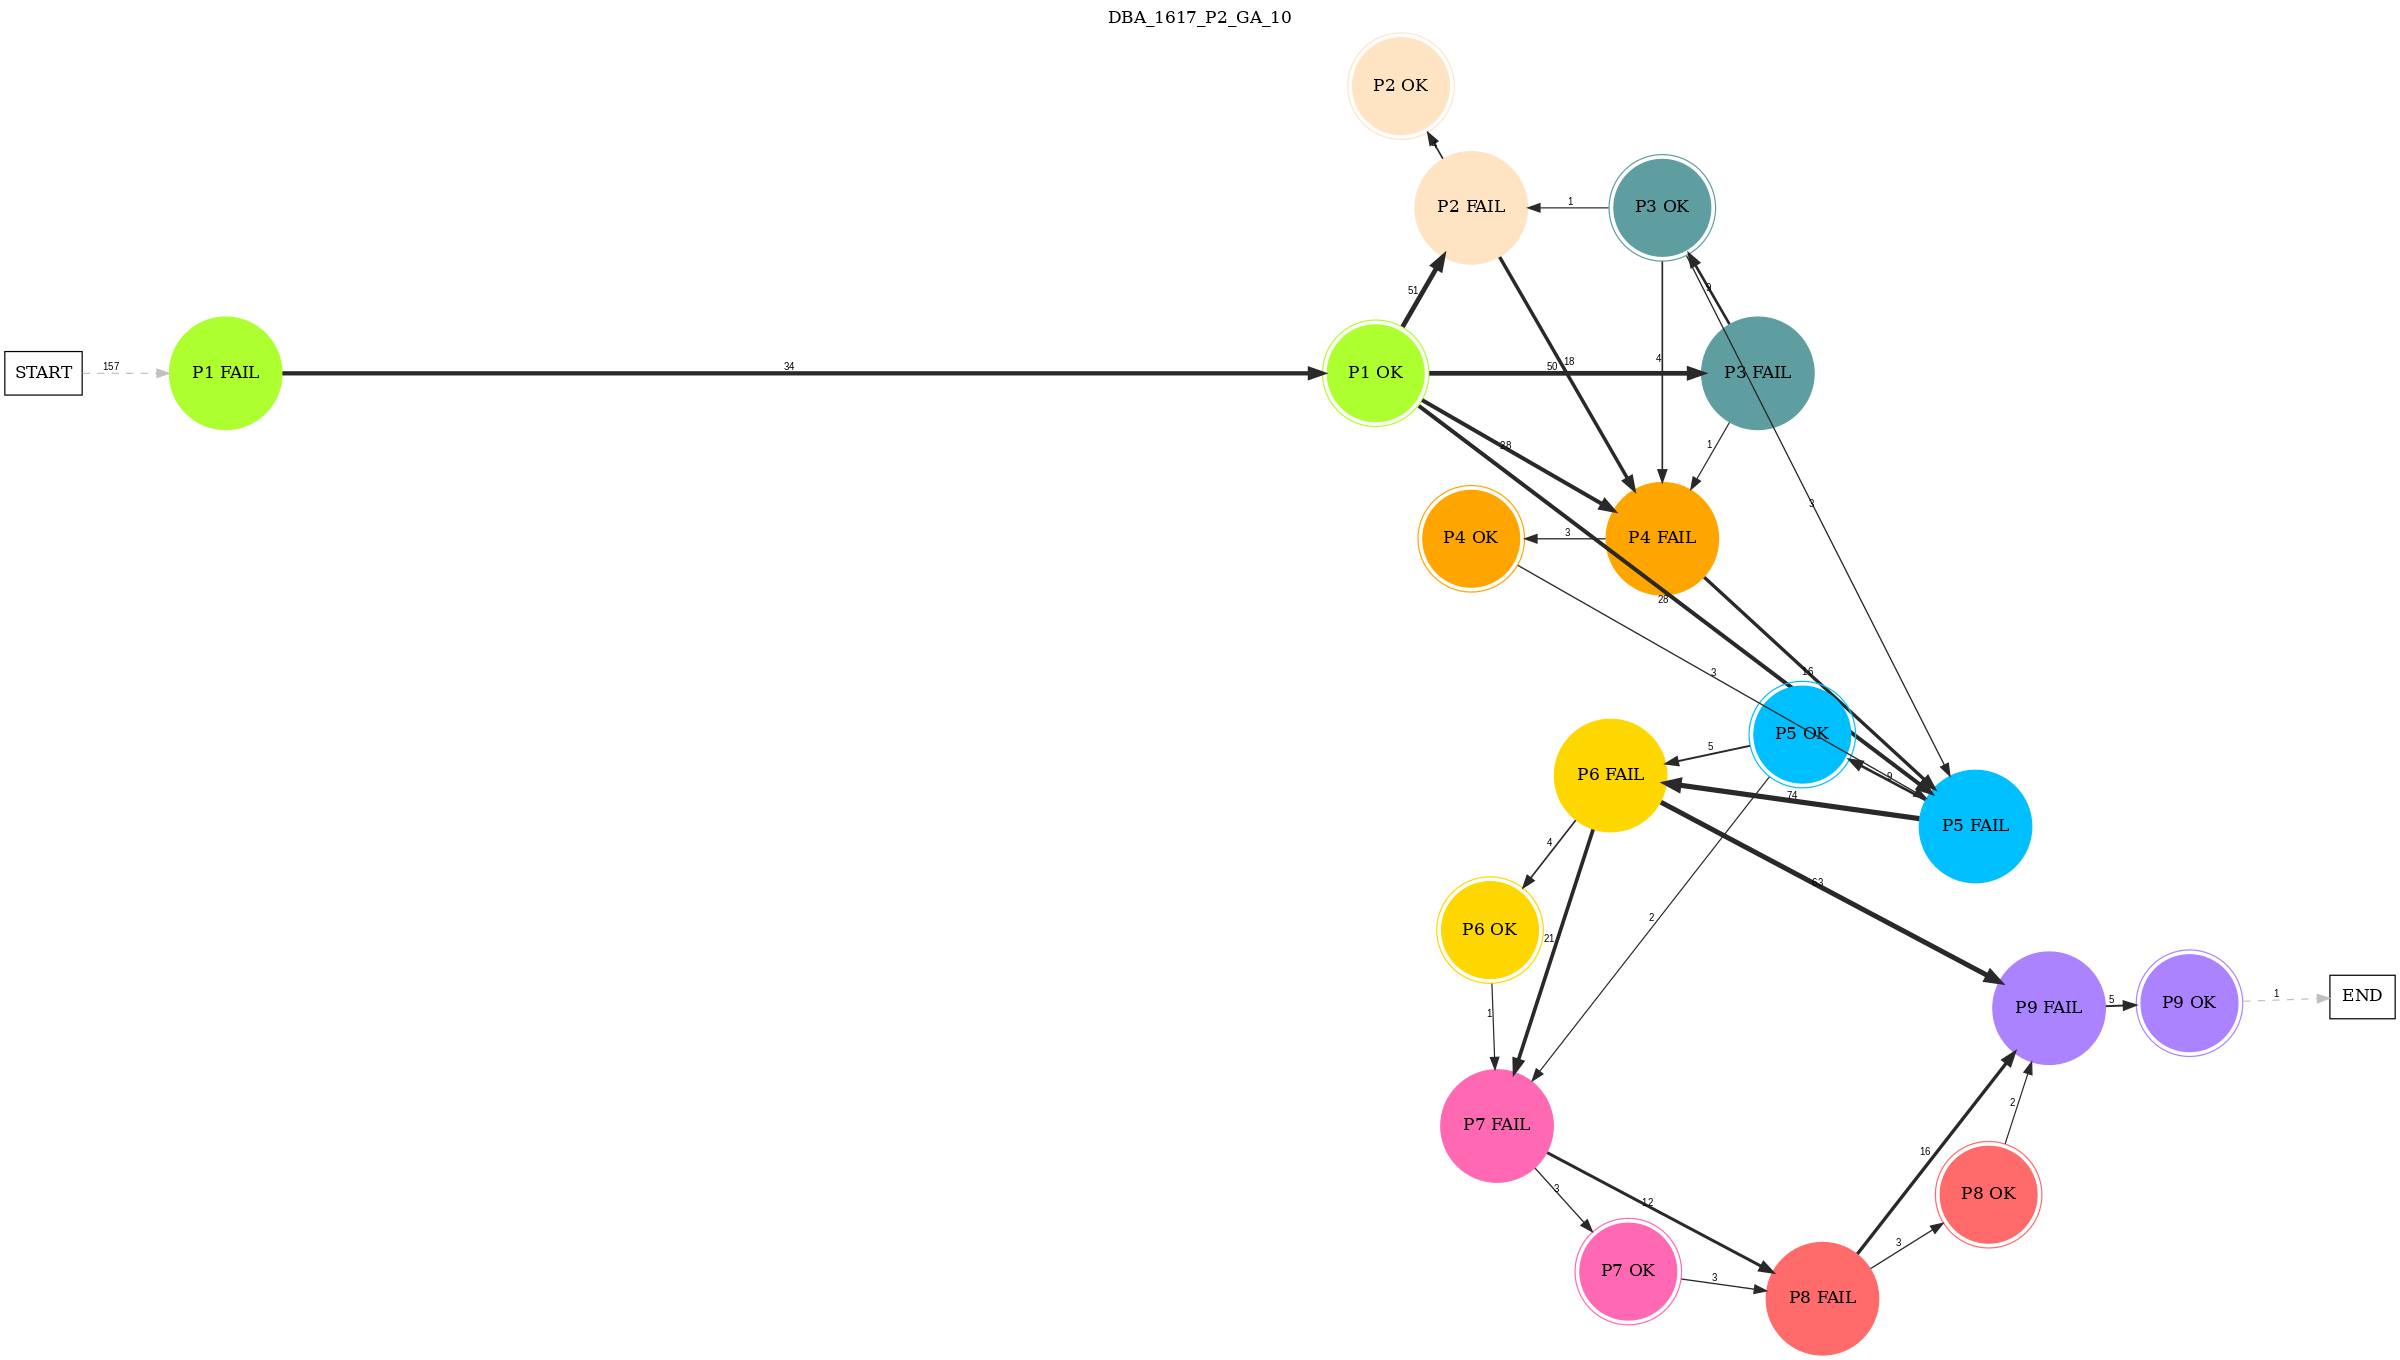 DBA_1617_P2_GA_10
P2 OK
P2 FAIL
1
P3 OK
51
9
START
157
P1 FAIL
34
P1 OK
50
18
4
P3 FAIL
28
1
3
P4 OK
3
P4 FAIL
28
3
16
P5 OK
5
P6 FAIL
9
74
P5 FAIL
4
63
2
P6 OK
21
P9 FAIL
5
P9 OK
1
END
1
P7 FAIL
2
16
3
12
P8 OK
3
P7 OK
3
P8 FAIL